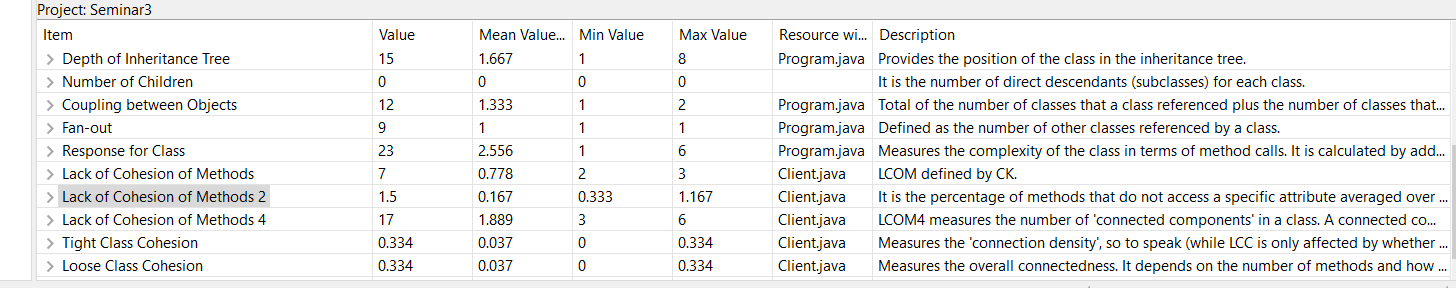 Project: Seminar3
Item Value Mean Value... Min Value Max Value Resource wi... Description
Depth of Inheritance Tree 15 1.667 1 8 Program.java Provides the position of the class in the inheritance tree.
Number of Children 0 0 0 0 It is the number of direct descendants (subclasses) for each class.
Coupling between Objects 12 1.333 1 2 Program.java Total of the number of classes that a class referenced plus the number of classes that...
Fan-out 9 1 1 1 Program.java Defined as the number of other classes referenced by a class.
Response for Class 23 2.556 1 6 Program.java Measures the complexity of the class in terms of method calls. It is calculated by add...
Lack of Cohesion of Methods 7 0.778 2 3 Client.java LCOM defined by CK.
Lack of Cohesion of Methods 2 1.5 0.167 0.333 1.167 Client.java It is the percentage of methods that do not access a specific attribute averaged over ...
Lack of Cohesion of Methods 4 17 1.889 3 6 Client.java LCOM4 measures the number of 'connected components' in a class. A connected co...
Tight Class Cohesion 0.334 0.037 0 0.334 Client.java Measures the 'connection density', so to speak (while LCC is only affected by whether ...
Loose Class Cohesion 0.334 0.037 0 0.334 Client.java Measures the overall connectedness. It depends on the number of methods and how ...